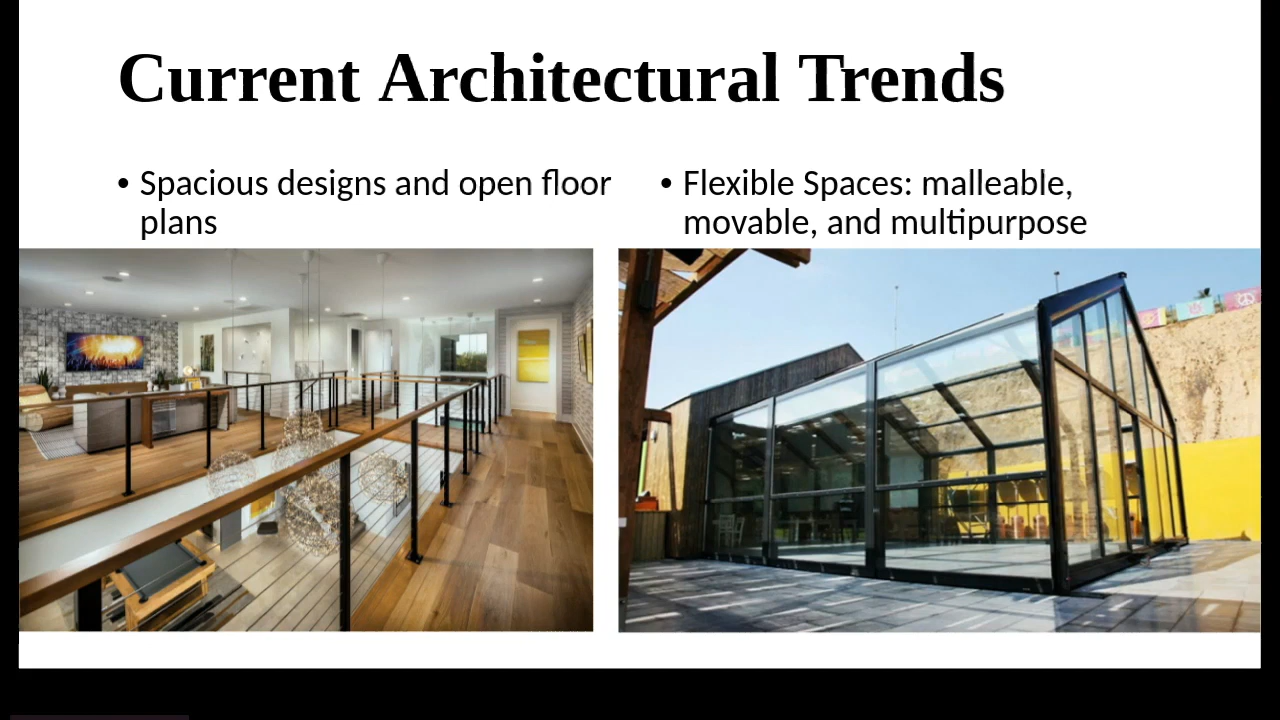 Current Architectural Trends
• Spacious designs and open floor
plans
• Flexible Spaces: malleable,
movable, and multipurpose